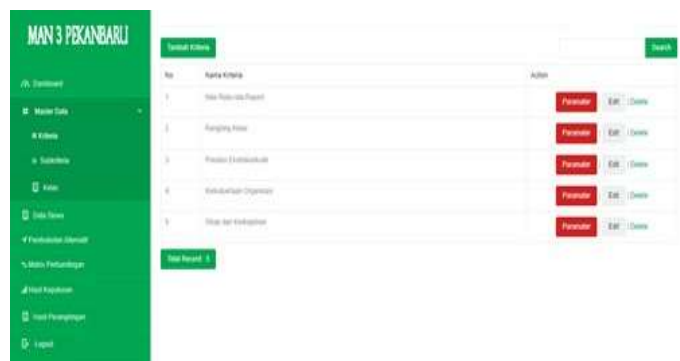 MAN 3 PEKANBARU
Dashboard
Master Data
Kriteria
Subkriteria
Kelas
Data Siswa
Pembobotan Alternatif
Matrix Perbandingan
Hasil Keputusan
Hasil Perangkingan
Logout
Tambah Kriteria
Search
No Nama Kriteria Action
1 Nilai Rata-rata Raport Parameter Edit | Delete
2 Rangking Kelas Parameter Edit | Delete
3 Prestasi Ekstrakurikuler Parameter Edit | Delete
4 Keikutsertaan Organisasi Parameter Edit | Delete
5 Sikap dan Kedisiplinan Parameter Edit | Delete
Total Record : 5